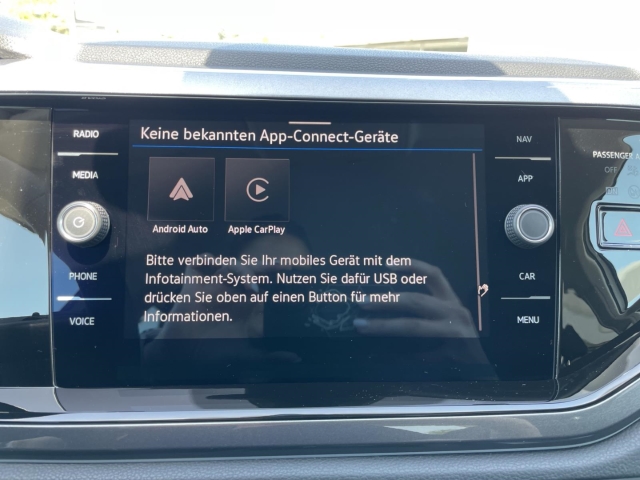 RADIO
MEDIA
PHONE
VOICE
Keine bekannten App-Connect-Geräte
Android Auto
Apple CarPlay
Bitte verbinden Sie Ihr mobiles Gerät mit dem
Infotainment-System. Nutzen Sie dafür USB oder
drücken Sie oben auf einen Button für mehr
Informationen.
NAV
APP
CAR
MENU
PASSENGER
OFF